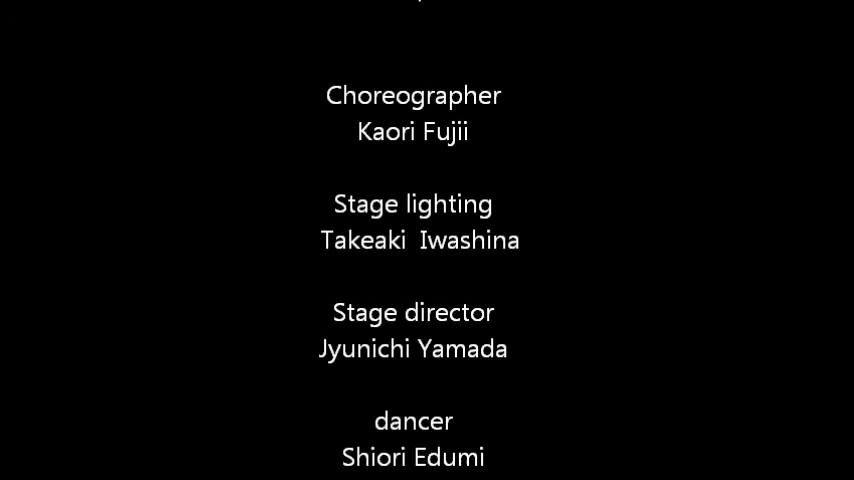 Choreographer
Kaori Fujii
Stage lighting
Takeaki  Iwashina
Stage director
Jyunichi Yamada
dancer
Shiori Edumi